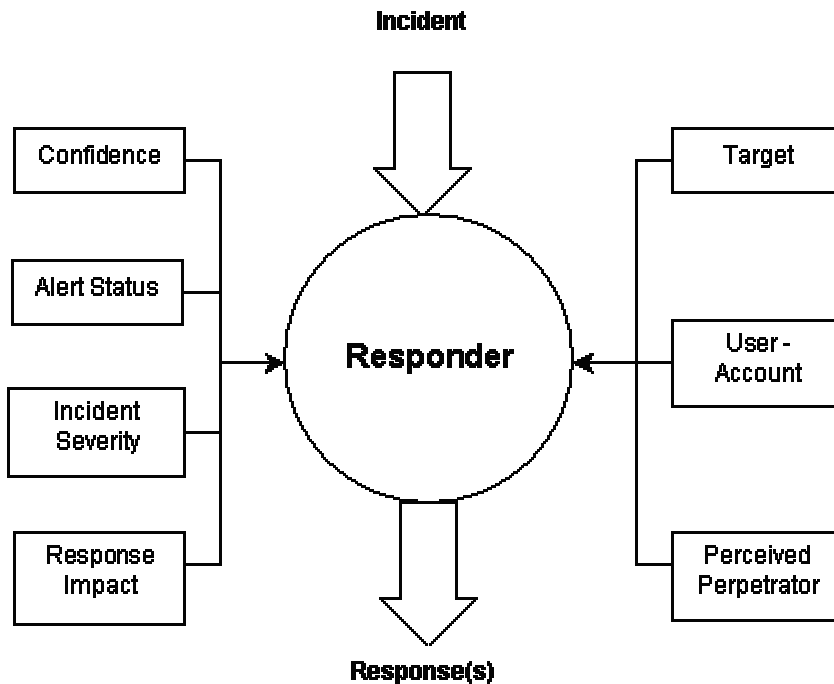 Incident
Confidence
Alert Status
Incident
Severity
Response
Impact
Responder
Target
User -
Account
Perceived
Perpetrator
Response(s)